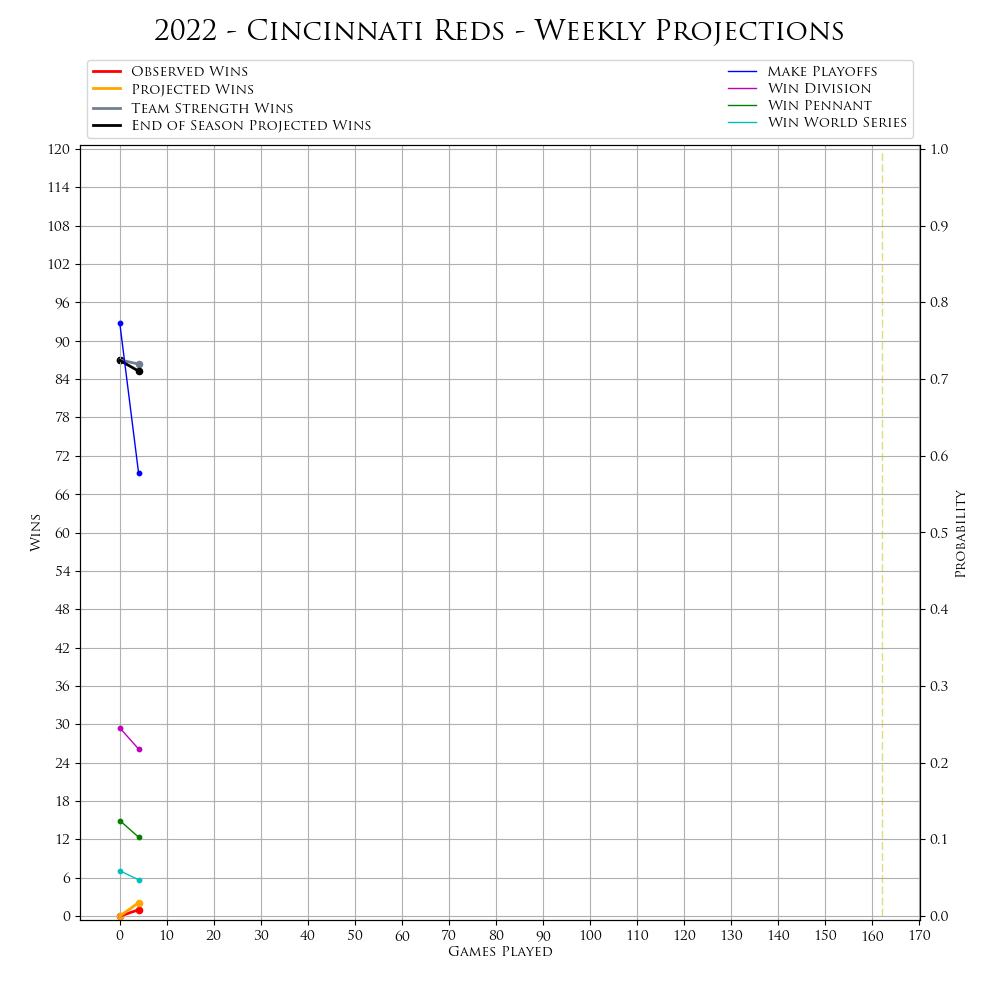 2022 - Cincinnati Reds - Weekly Projections
Observed Wins
Projected Wins
Team Strength Wins
End of Season Projected Wins
Make Playoffs
Win Division
Win Pennant
Win World Series
120
114
108
102
96
90
84
78
72
66
60
54
48
42
36
30
24
18
12
6
0
Wins
1.0
0.9
0.8
0.7
0.6
0.5
0.4
0.3
0.2
0.1
0.0
Probability
0 10 20 30 40 50 60 70 80 90 100 110 120 130 140 150 160 170
Games Played